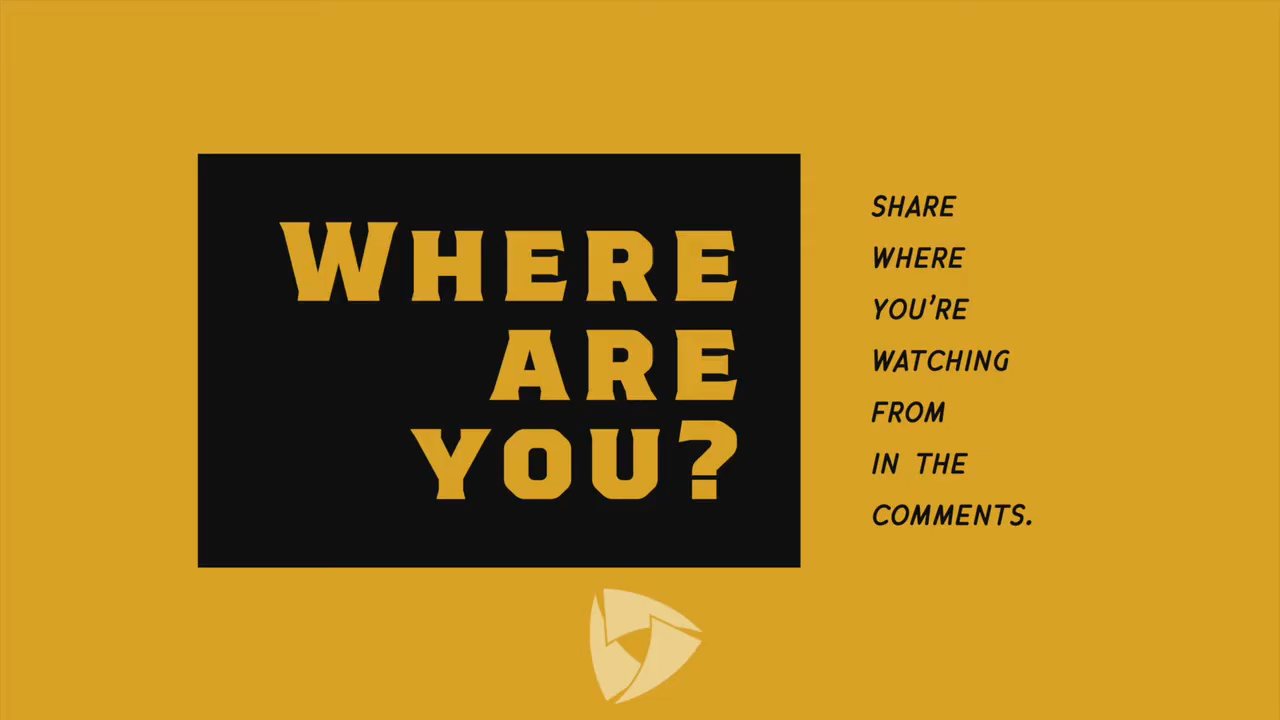 WHERE
ARE
YOU?
SHARE
WHERE
YOU'RE
WATCHING
FROM
IN THE
COMMENTS.